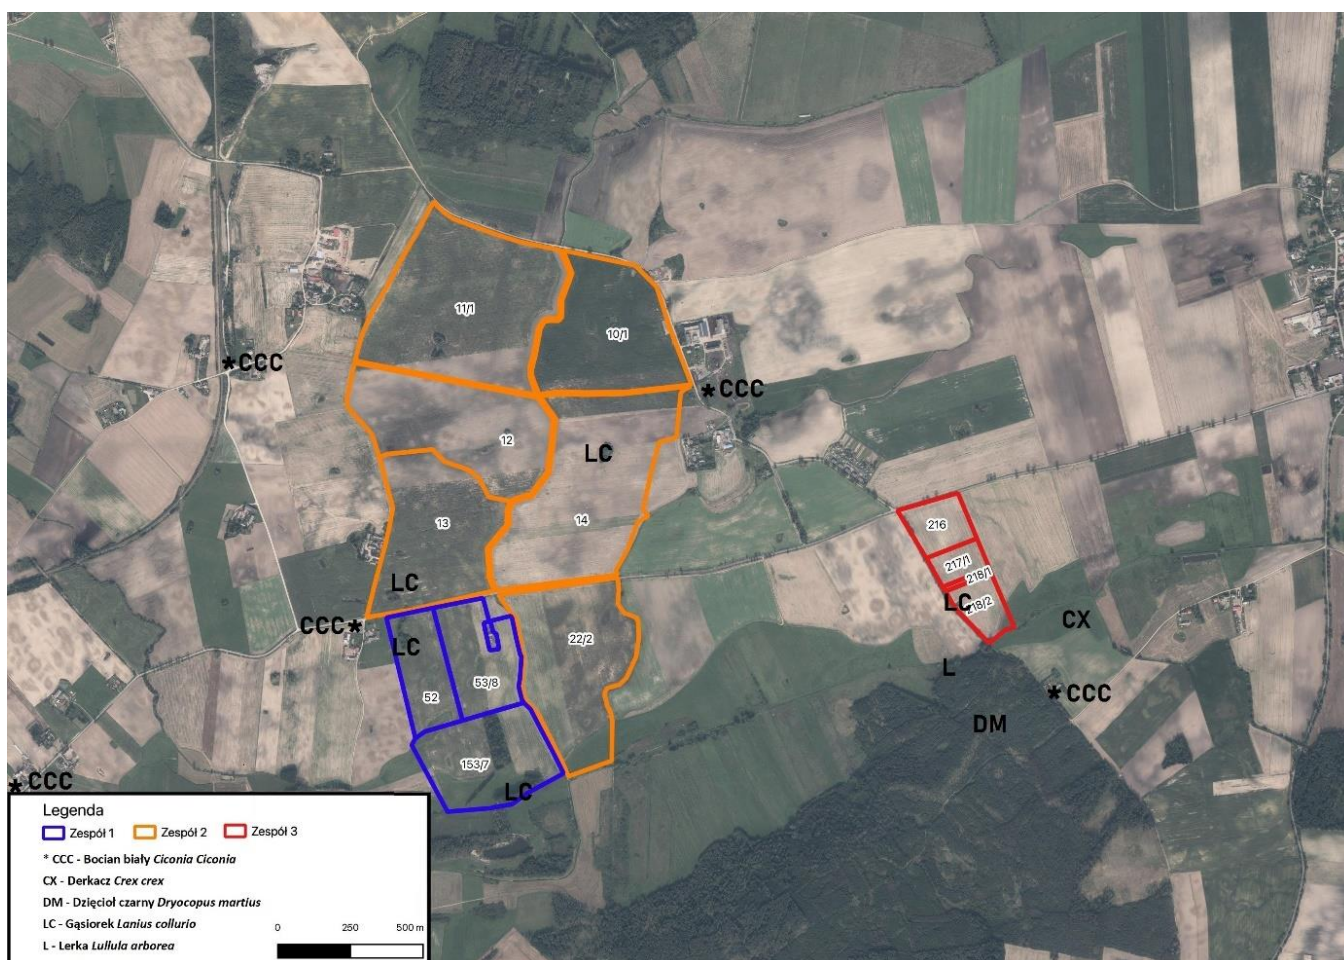 11/1
10/1
*CCC
*CCC
12
LC
14
13
216
217/1
218/1
LC
218/2
LC
CX
CCC*
LC
22/2
L
53/8
52
*CCC
DM
153/7
LC
*CCC
Legenda
Zespół 1 Zespół 2 Zespół 3
* CCC - Bocian biały Ciconia Ciconia
CX - Derkacz Crex crex
DM - Dzięcioł czarny Dryocopus martius
LC - Gąsiorek Lanius collurio
L - Lerka Lullula arborea
0 250 500 m